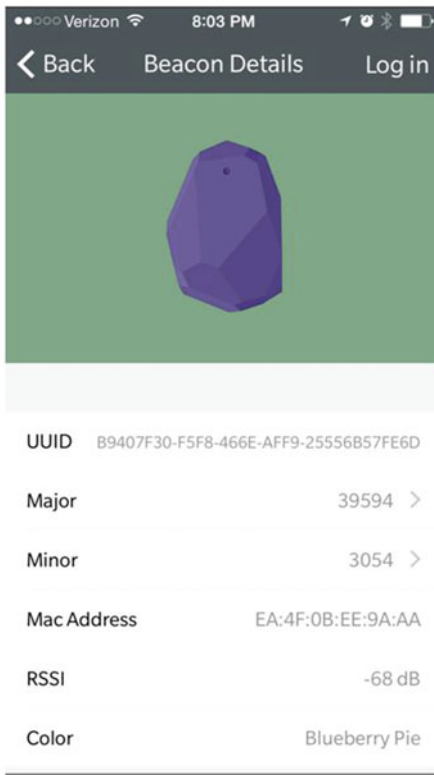 Verizon 8:03 PM
Back Beacon Details Log in
UUID B9407F30-F5F8-466E-AFF9-25556B57FE6D
Major 39594
Minor 3054
Mac Address EA:4F:0B:EE:9A:AA
RSSI -68 dB
Color Blueberry Pie